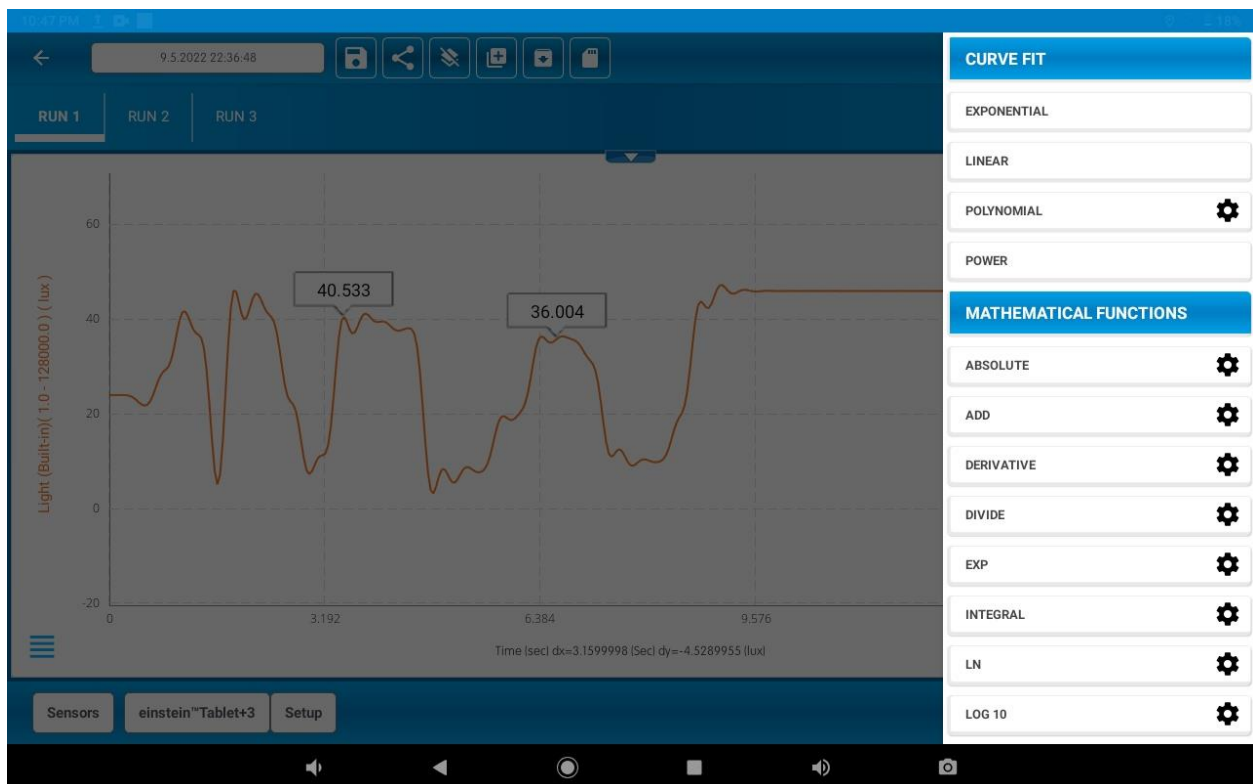 10:47 PM
18%
9.5.2022 22:36:48
RUN 1 RUN 2 RUN 3
60
40
20
0
-20
Light (Built-in)( 1.0 - 128000.0 ) ( lux )
40.533
36.004
0 3.192 6.384 9.576
Time (sec) dx=3.1599998 (Sec) dy=-4.5289955 (lux)
Sensors einstein™Tablet+3 Setup
CURVE FIT
EXPONENTIAL
LINEAR
POLYNOMIAL
POWER
MATHEMATICAL FUNCTIONS
ABSOLUTE
ADD
DERIVATIVE
DIVIDE
EXP
INTEGRAL
LN
LOG 10